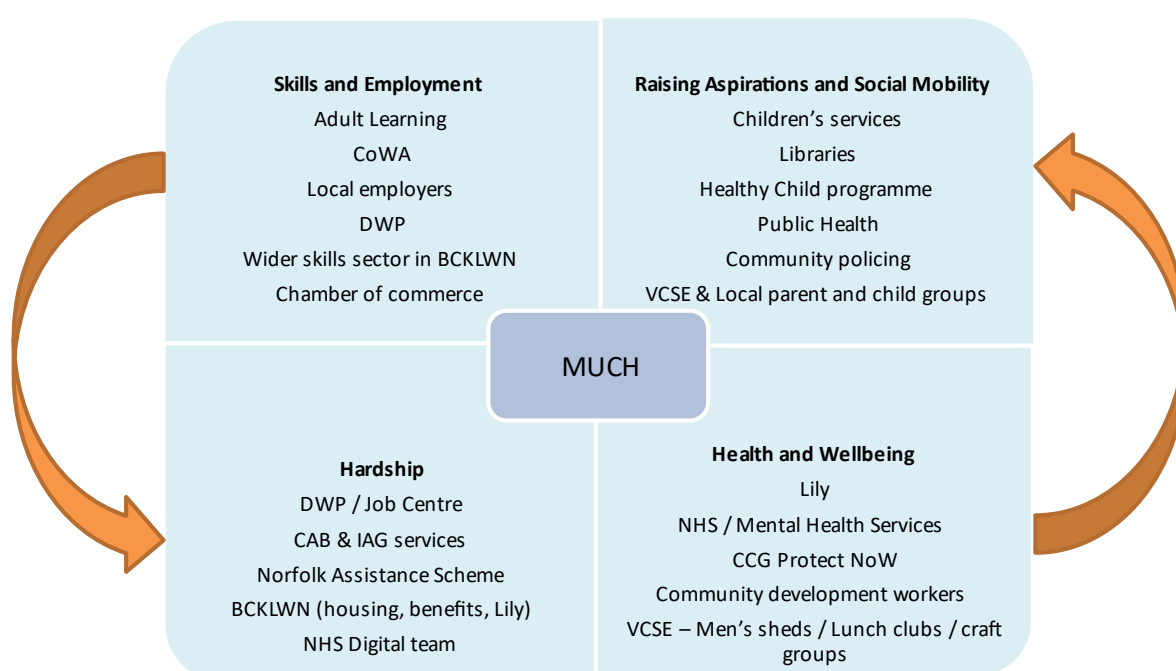 Skills and Employment
Adult Learning
CoWA
Local employers
DWP
Wider skills sector in BCKLWN
Chamber of commerce
Raising Aspirations and Social Mobility
Children’s services
Libraries
Healthy Child programme
Public Health
Community policing
VCSE & Local parent and child groups
MUCH
Hardship
DWP / Job Centre
CAB & IAG services
Norfolk Assistance Scheme
BCKLWN (housing, benefits, Lily)
NHS Digital team
Health and Wellbeing
Lily
NHS / Mental Health Services
CCG Protect NoW
Community development workers
VCSE – Men’s sheds / Lunch clubs / craft
groups